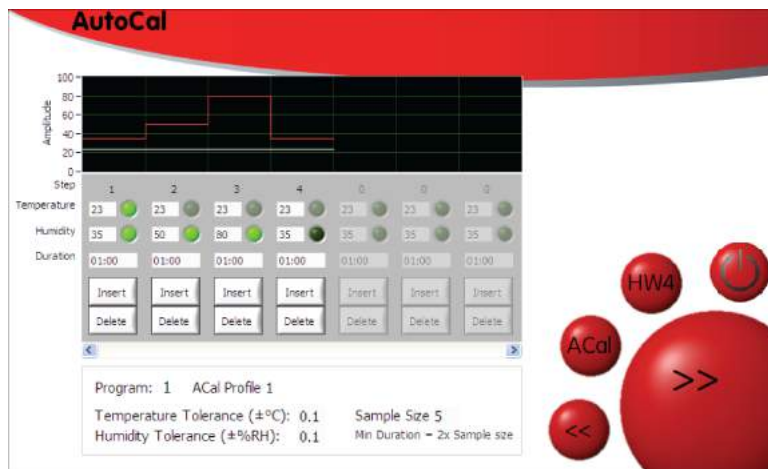 AutoCal
100
80
60
40
20
0
Amplitude
Step 1 2 3 4 0 0 0
Temperature 23 23 23 23 23 23 23
Humidity 35 50 80 35 35 35 35
Duration 01:00 01:00 01:00 01:00 01:00 01:00 01:00
Insert Insert Insert Insert Insert Insert Insert
Delete Delete Delete Delete Delete Delete Delete
HW4
ACal
>>
<<
Program: 1 ACal Profile 1
Temperature Tolerance (±°C): 0.1 Sample Size 5
Humidity Tolerance (±%RH): 0.1 Min Duration = 2x Sample size